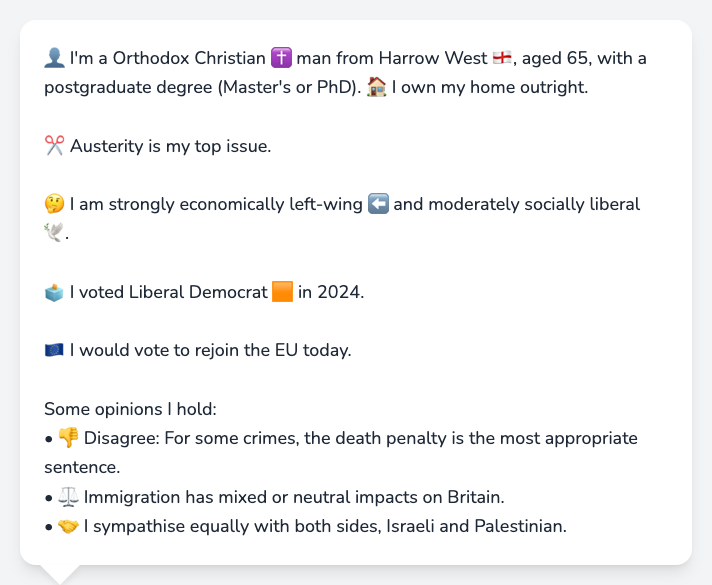 👤 I'm a Orthodox Christian ✝️ man from Harrow West 🏴󠁧󠁢󠁥󠁮󠁧󠁿, aged 65, with a
postgraduate degree (Master's or PhD). 🏠 I own my home outright.
✂️ Austerity is my top issue.
🤔 I am strongly economically left-wing ⬅️ and moderately socially liberal
🕊️.
🗳️ I voted Liberal Democrat 🟧 in 2024.
🇪🇺 I would vote to rejoin the EU today.
Some opinions I hold:
• 👎 Disagree: For some crimes, the death penalty is the most appropriate
sentence.
• ⚖️ Immigration has mixed or neutral impacts on Britain.
• 🤝 I sympathise equally with both sides, Israeli and Palestinian.